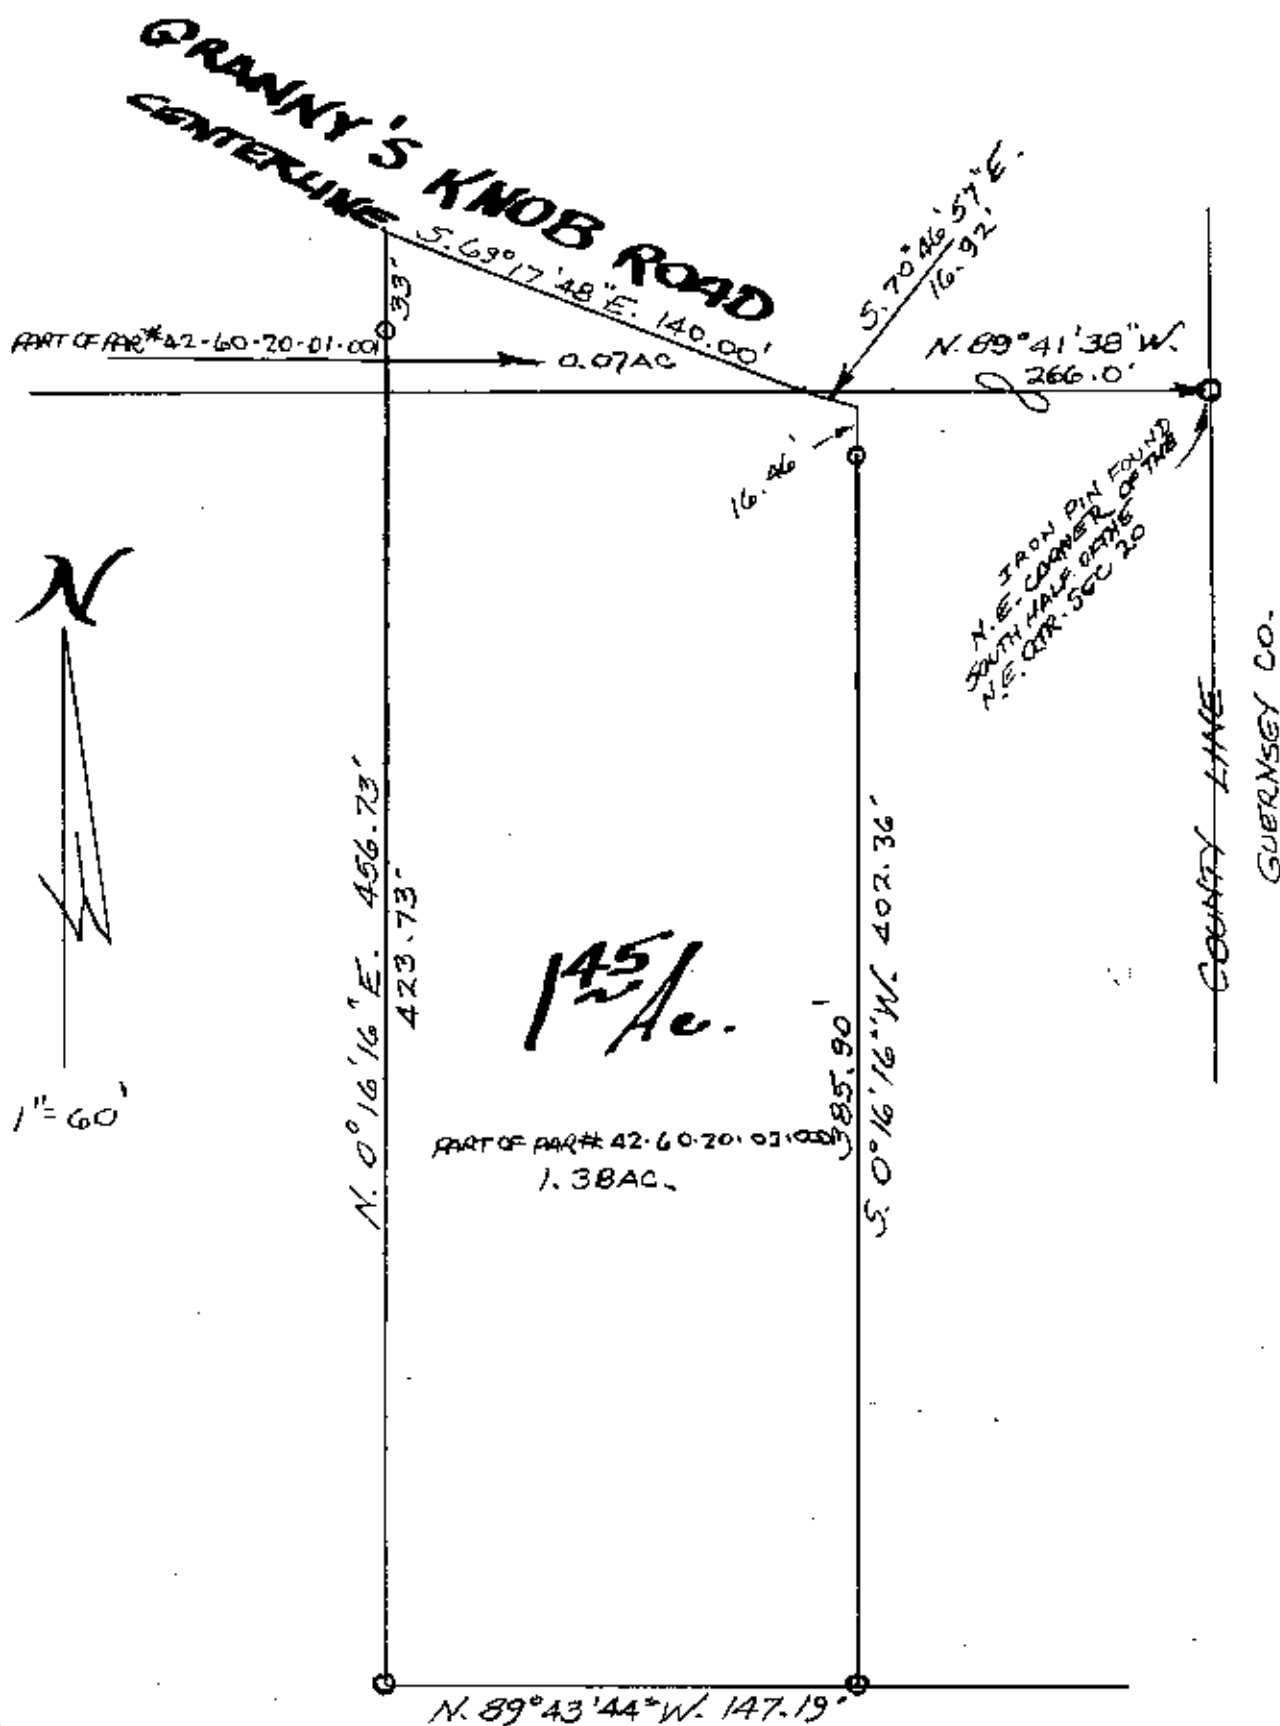 GRANNY'S KNOB ROAD
CENTERLINE
S. 69° 17' 48" E. 140.00'
S. 70° 46' 57" E.
16.92'
33'
PART OF PAR# 42-60-20-01-001
0.07 AC
N. 89° 41' 38" W.
266.0'
16.46'
IRON PIN FOUND
N.E. CORNER OF THE
SOUTH HALF OF THE
N.E. QTR. SEC 20
N
1" = 60'
COUNTY LINE
GUERNSEY CO.
N. 0° 16' 16" E. 456.73'
423.73'
1 45/Ac.
385.90'
S. 0° 16' 16" W. 402.36'
PART OF PAR# 42-60-20-
1.38 AC.
N. 89° 43' 44" W. 147.19'